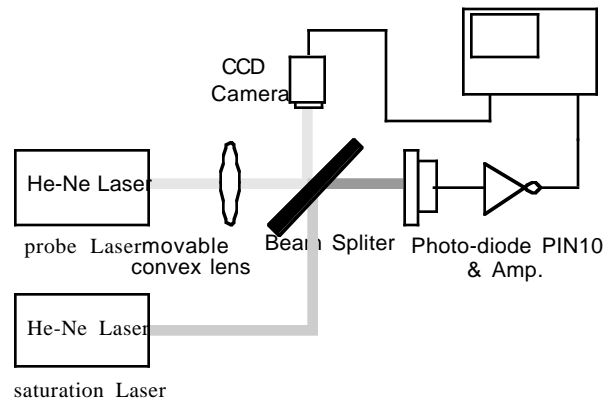 CCD
Camera
He-Ne Laser
probe Laser
movable
convex lens
Beam Spliter
Photo-diode PIN10
& Amp.
He-Ne Laser
saturation Laser